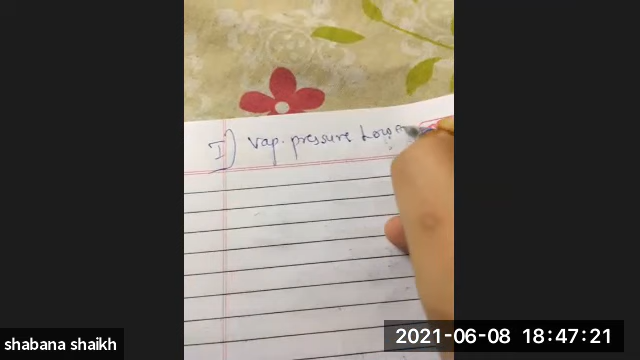 I) vap. pressure
shabana shaikh
2021-06-08 18:47:21